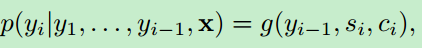 p(y_i|y_1, . . . , y_{i−1}, x) = g(y_{i−1}, s_i, c_i),